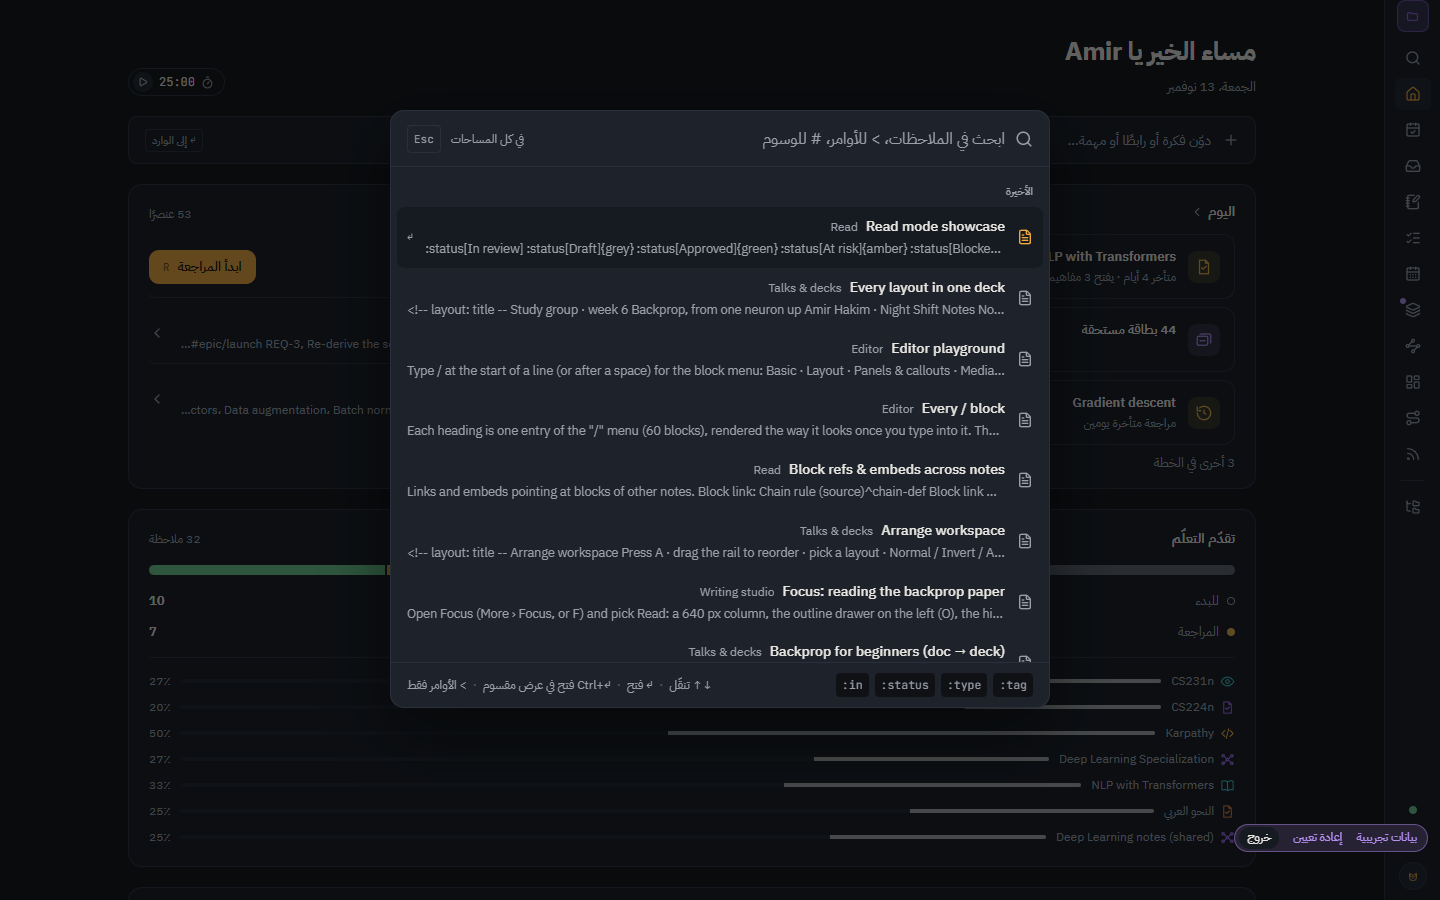 مساء الخير يا Amir
الجمعة، 13 نوفمبر
25:00
دوّن فكرة أو رابطًا أو مهمة...
↵ إلى الوارد
ابحث في الملاحظات، > للأوامر، # للوسوم
في كل المساحات
Esc
الأخيرة
Read mode showcase Read
:status[In review] :status[Draft]{grey} :status[Approved]{green} :status[At risk]{amber} :status[Blocke...
↵
Every layout in one deck Talks & decks
<!-- layout: title -- Study group · week 6 Backprop, from one neuron up Amir Hakim · Night Shift Notes No...
Editor playground Editor
Type / at the start of a line (or after a space) for the block menu: Basic · Layout · Panels & callouts · Media...
Every / block Editor
Each heading is one entry of the "/" menu (60 blocks), rendered the way it looks once you type into it. Th...
Block refs & embeds across notes Read
Links and embeds pointing at blocks of other notes. Block link: Chain rule (source)^chain-def Block link ...
Arrange workspace Talks & decks
<!-- layout: title -- Arrange workspace Press A · drag the rail to reorder · pick a layout · Normal / Invert / A...
Focus: reading the backprop paper Writing studio
Open Focus (More › Focus, or F) and pick Read: a 640 px column, the outline drawer on the left (O), the hi...
Backprop for beginners (doc → deck) Talks & decks
:tag :type :status :in
↑↓ تنقّل · ↵ فتح · Ctrl+↵ فتح في عرض مقسوم · > الأوامر فقط
اليوم
LP with Transformers
متأخر 4 أيام · يفتح 3 مفاهيم
44 بطاقة مستحقة
Gradient descent
مراجعة متأخرة يومين
3 أخرى في الخطة
53 عنصرًا
ابدأ المراجعة R
...#epic/launch REQ-3, Re-derive the s
...ctors، Data augmentation، Batch norm
تقدّم التعلّم
32 ملاحظة
للبدء
10
المراجعة
7
CS231n 27٪
CS224n 20٪
Karpathy 50٪
Deep Learning Specialization 27٪
NLP with Transformers 33٪
النحو العربي 25٪
Deep Learning notes (shared) 25٪
بيانات تجريبية إعادة تعيين خروج